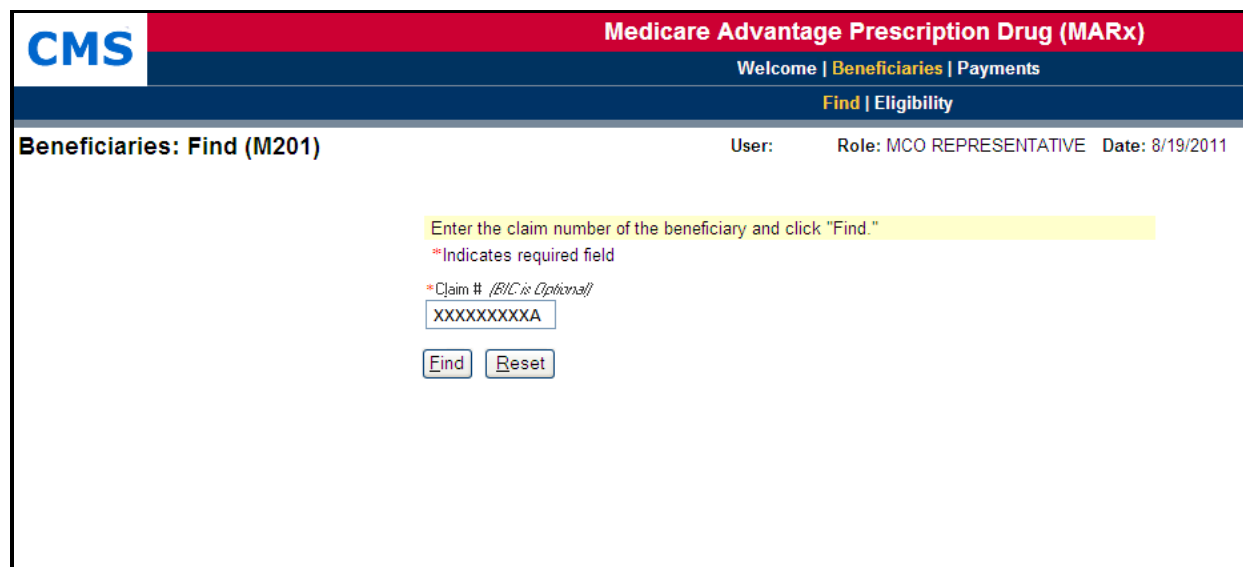 CMS
Medicare Advantage Prescription Drug (MARx)
Welcome | Beneficiaries | Payments
Find | Eligibility
Beneficiaries: Find (M201) User: Role: MCO REPRESENTATIVE Date: 8/19/2011
Enter the claim number of the beneficiary and click "Find."
*Indicates required field
*Claim # (BIC is Optional)
XXXXXXXXXA
Find Reset